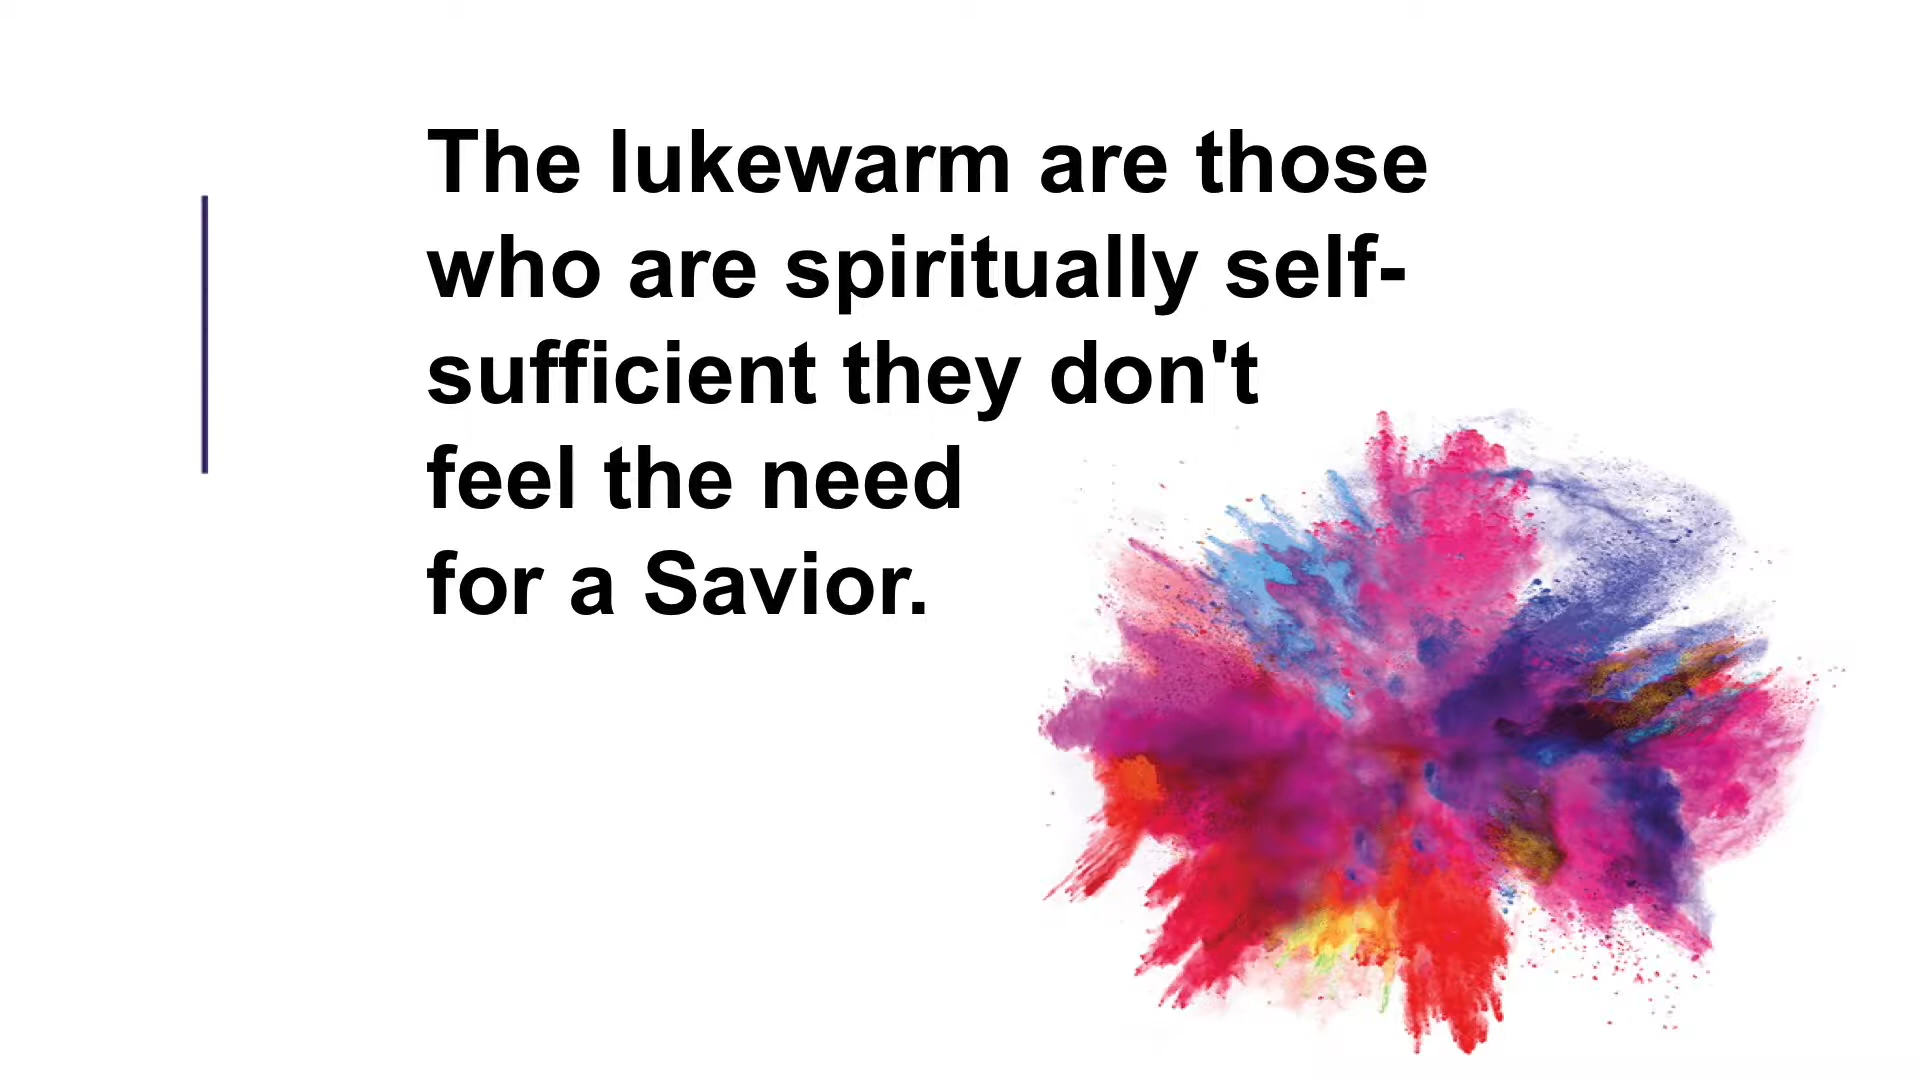 The lukewarm are those
who are spiritually self-
sufficient they don't
feel the need
for a Savior.